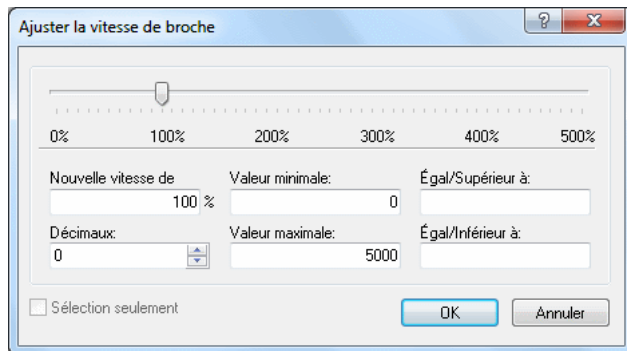 Ajuster la vitesse de broche
0% 100% 200% 300% 400% 500%
Nouvelle vitesse de Valeur minimale: Égal/Supérieur à:
100 % 0
Décimaux: Valeur maximale: Égal/Inférieur à:
0 5000
Sélection seulement OK Annuler